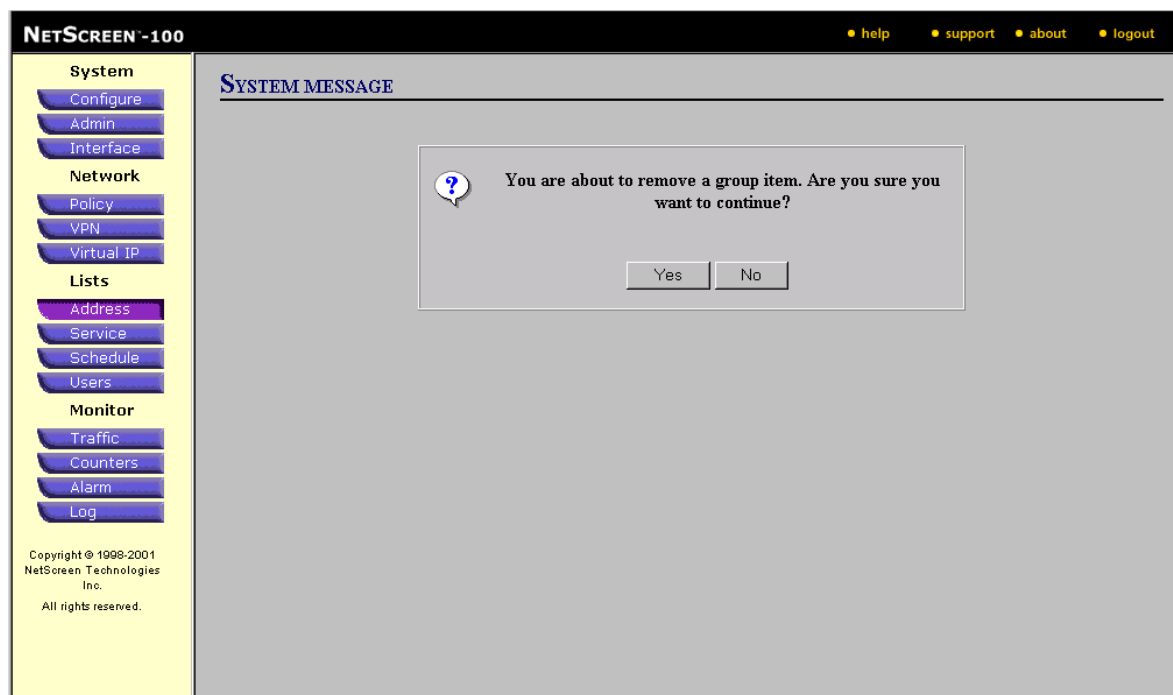 NETSCREEN™-100
help
support
about
logout
System
Configure
Admin
Interface
Network
Policy
VPN
Virtual IP
Lists
Address
Service
Schedule
Users
Monitor
Traffic
Counters
Alarm
Log
Copyright © 1998-2001
NetScreen Technologies
Inc.
All rights reserved.
SYSTEM MESSAGE
?
You are about to remove a group item. Are you sure you
want to continue?
Yes
No